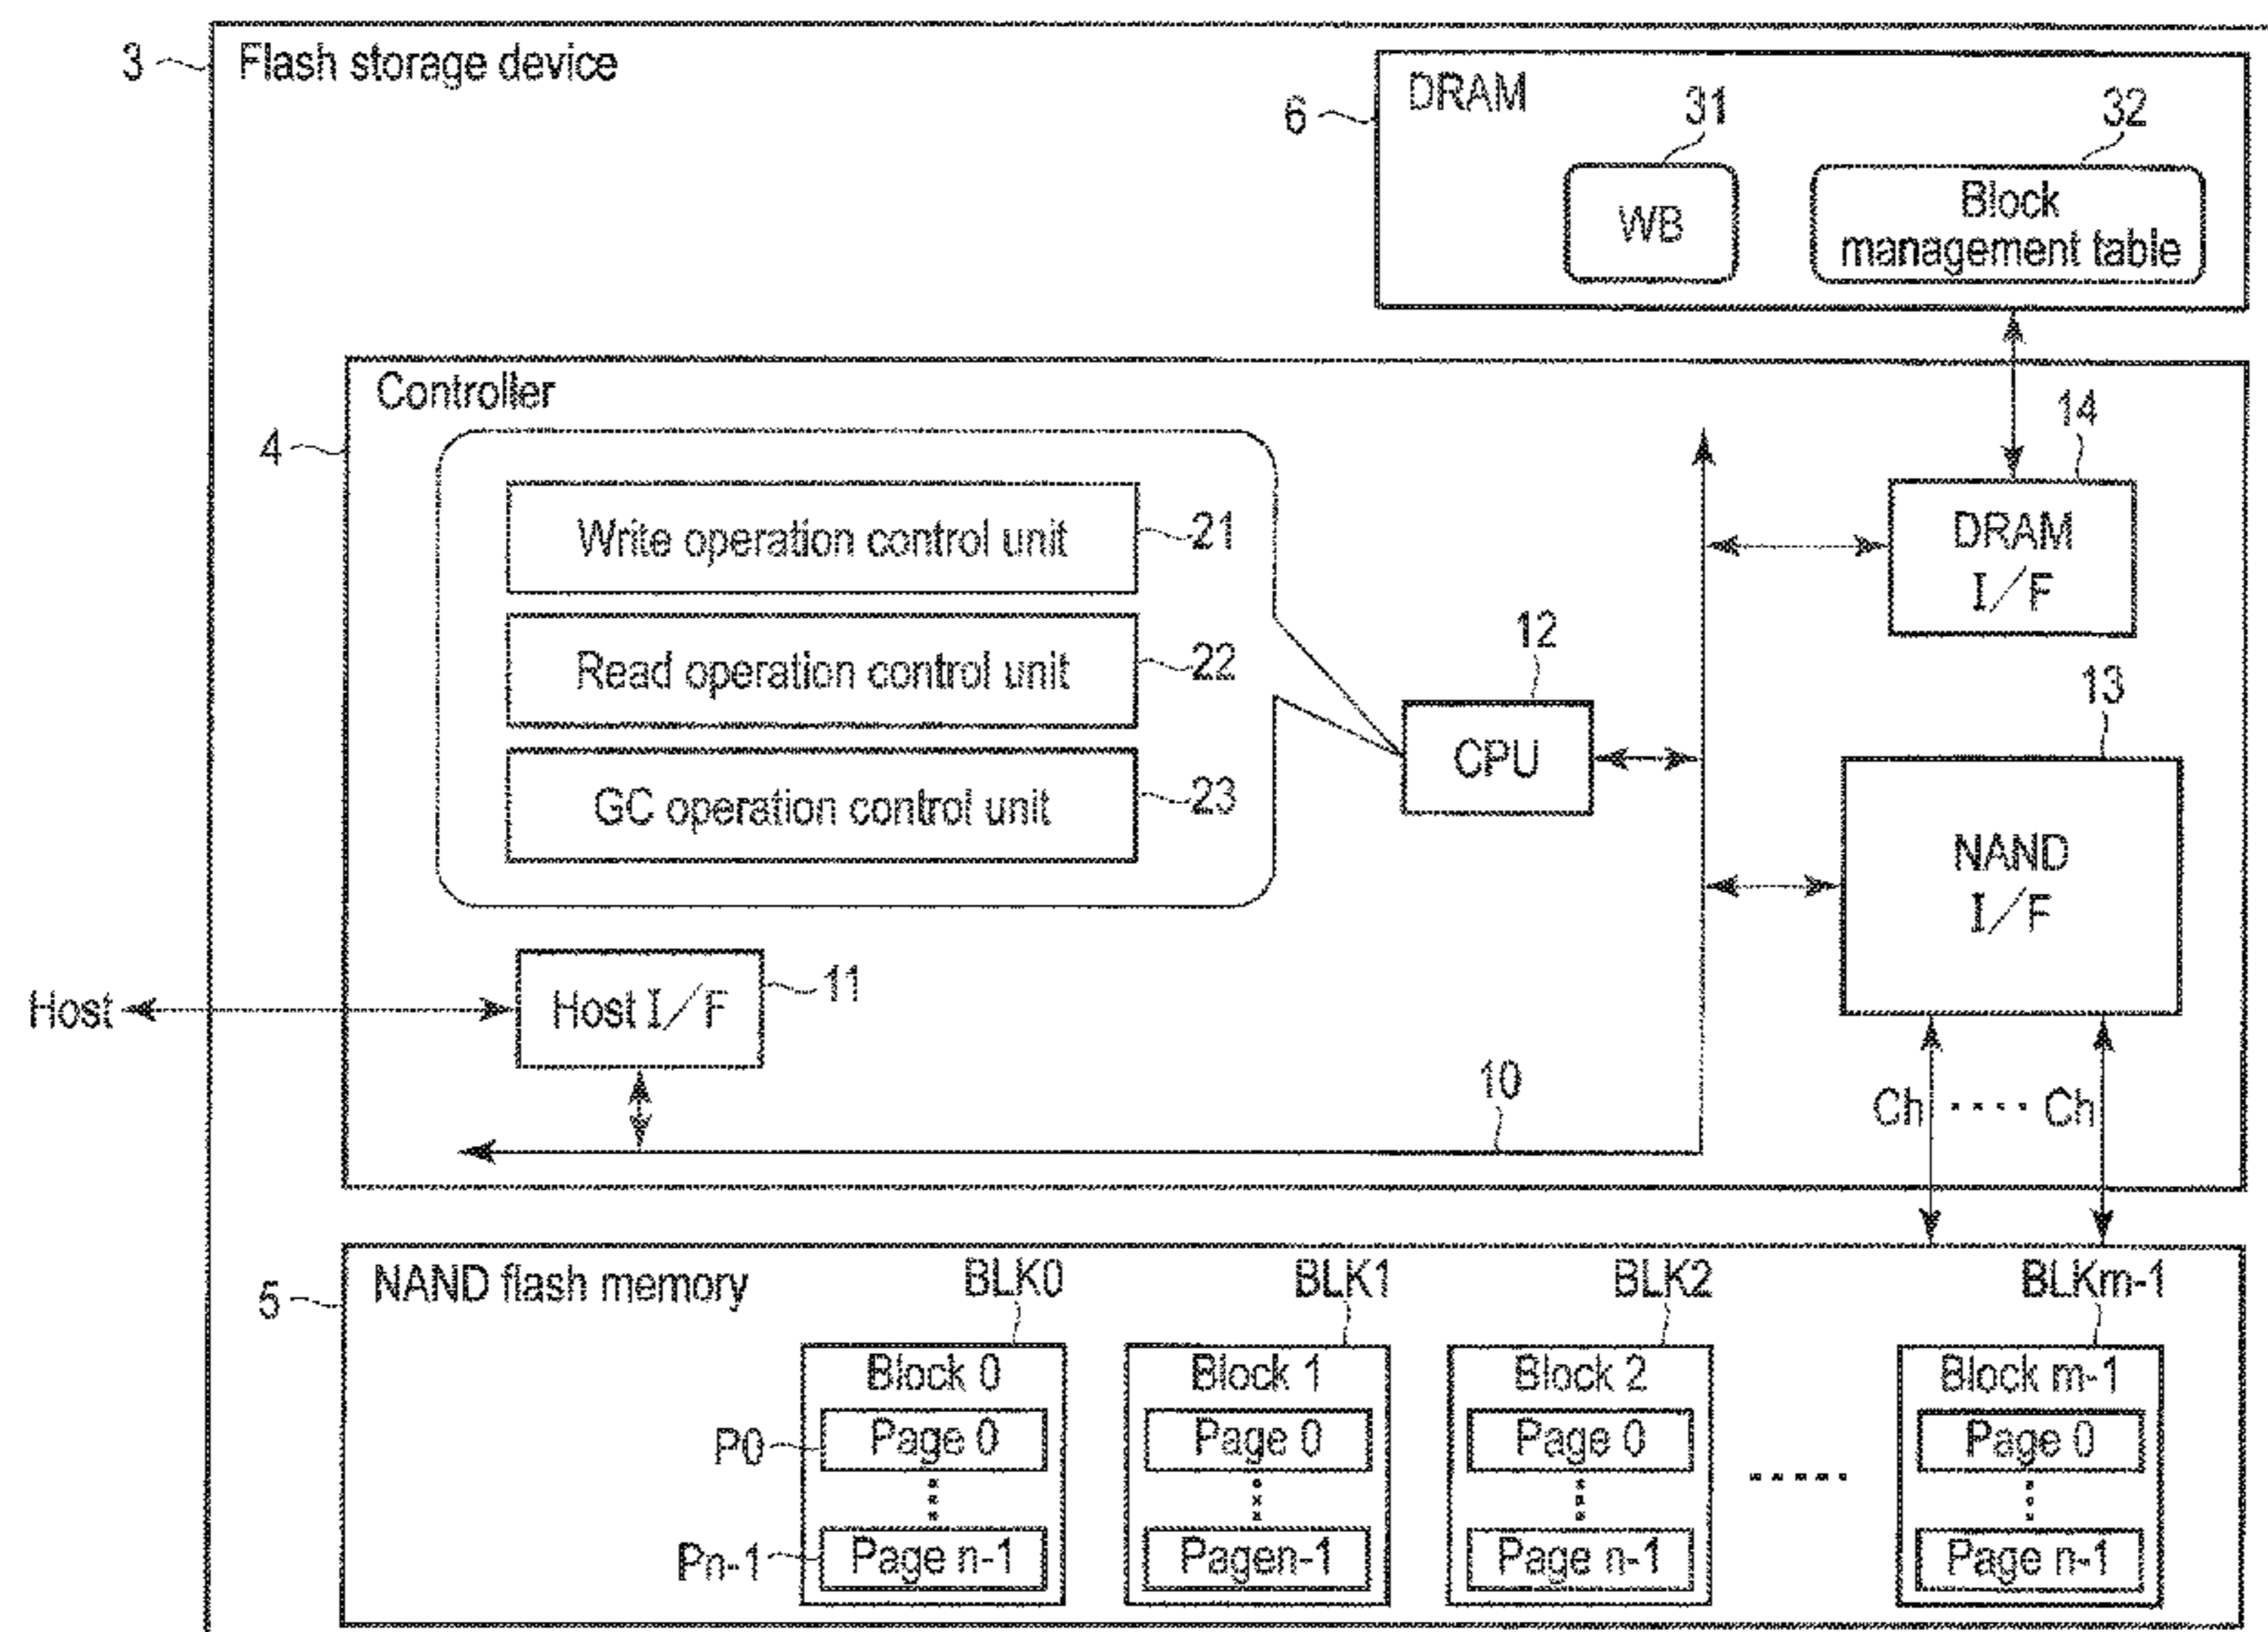 3
Flash storage device
6
DRAM
31
32
WB
Block
management table
Controller
4
14
Write operation control unit
21
DRAM
I/F
Read operation control unit
22
12
13
CPU
GC operation control unit
23
NAND
I/F
Host
Host I/F
11
10
Ch
Ch
5
NAND flash memory
BLK0
BLK1
BLK2
BLKm-1
Block 0
Block 1
Block 2
Block m-1
P0
Page 0
Page 0
Page 0
Page 0
Pn-1
Page n-1
Pagen-1
Page n-1
Page n-1